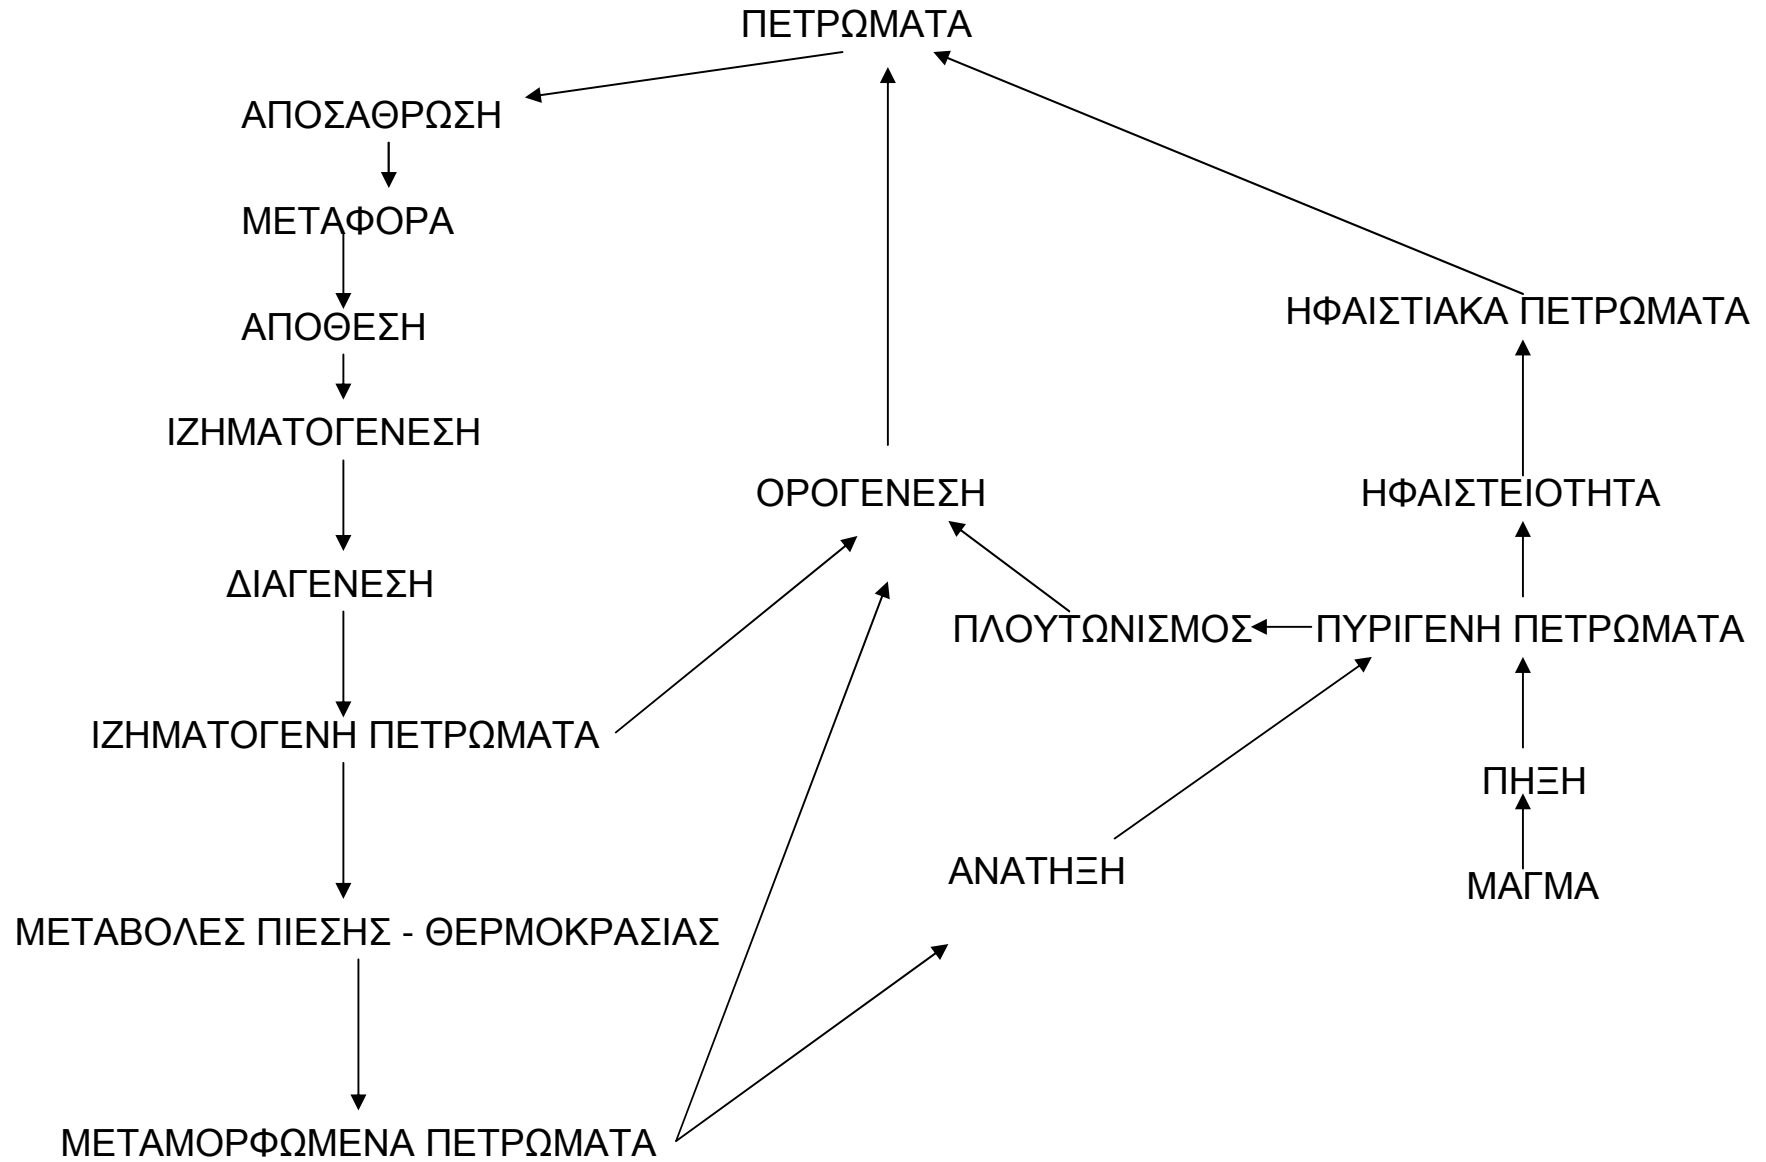 ΠΕΤΡΩΜΑΤΑ
ΑΠΟΣΑΘΡΩΣΗ
ΜΕΤΑΦΟΡΑ
ΑΠΟΘΕΣΗ
ΙΖΗΜΑΤΟΓΕΝΕΣΗ
ΔΙΑΓΕΝΕΣΗ
ΙΖΗΜΑΤΟΓΕΝΗ ΠΕΤΡΩΜΑΤΑ
ΜΕΤΑΒΟΛΕΣ ΠΙΕΣΗΣ - ΘΕΡΜΟΚΡΑΣΙΑΣ
ΜΕΤΑΜΟΡΦΩΜΕΝΑ ΠΕΤΡΩΜΑΤΑ
ΟΡΟΓΕΝΕΣΗ
ΠΛΟΥΤΩΝΙΣΜΟΣ
ΑΝΑΤΗΞΗ
ΗΦΑΙΣΤΙΑΚΑ ΠΕΤΡΩΜΑΤΑ
ΗΦΑΙΣΤΕΙΟΤΗΤΑ
ΠΥΡΙΓΕΝΗ ΠΕΤΡΩΜΑΤΑ
ΠΗΞΗ
ΜΑΓΜΑ